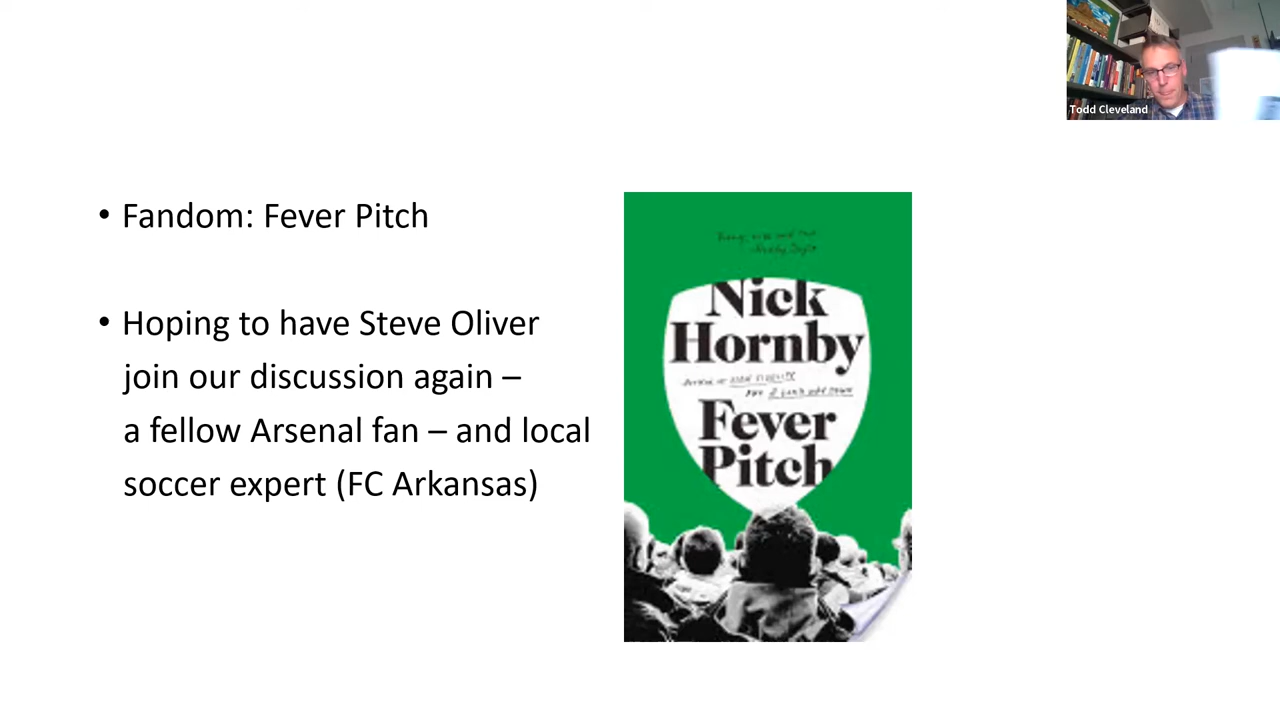 Todd Cleveland
• Fandom: Fever Pitch
• Hoping to have Steve Oliver
join our discussion again –
a fellow Arsenal fan – and local
soccer expert (FC Arkansas)
Nick
Hornby
Fever
Pitch